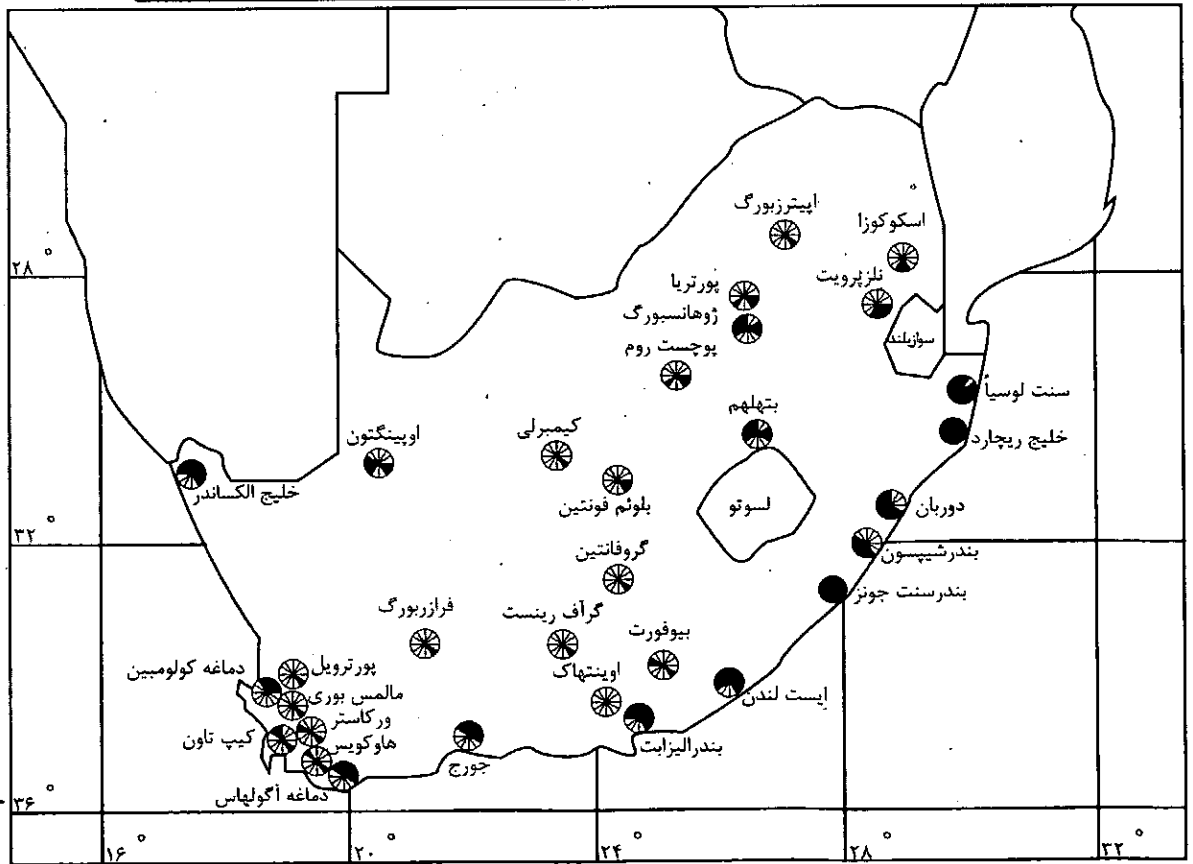 اپیترزبورگ
اسکوکوزا
۲۸°
پورتریا
نلزپرویت
ژوهانسبورگ
سوازیلند
پوچست روم
سنت لوسیاً
بتهلهم
کیمبرلی
اوپینگتون
خلیج ریچارد
خلیج الکساندر
بلوئم فونتین
لسوتو
دوربان
۳۲°
بندرشیپسون
گروفانتین
بندرسنت جونز
فرازربورگ
گرآف رینست
بیوفورت
دماغه کولومبین
پورترویل
اوینتهاک
مالمس بوری
ایست لندن
ورکاستر
کیپ تاون
هاوکویس
بندرالیزابت
جورج
دماغه أگولهاس
۳۶°
۱۶° ۲۰° ۲۴° ۲۸° ۳۲°